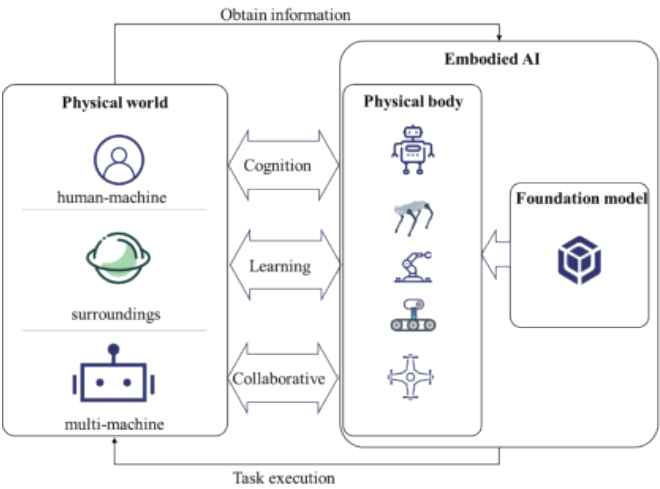 Obtain information
Embodied AI
Physical world
Physical body
human-machine
Cognition
Foundation model
surroundings
Learning
multi-machine
Collaborative
Task execution